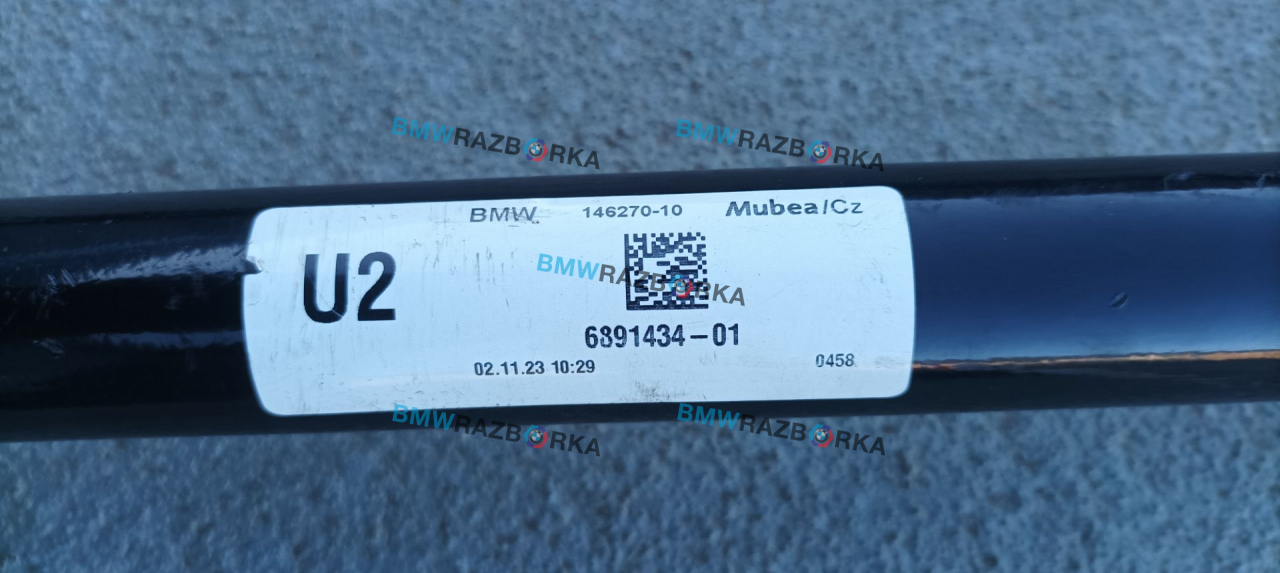 BMWRAZBORKA BMWRAZBORKA
BMW 146270-10 Mubea/Cz
U2
BMWRAZBORKA
6891434-01
02.11.23 10:29 0458
BMWRAZBORKA BMWRAZBORKA